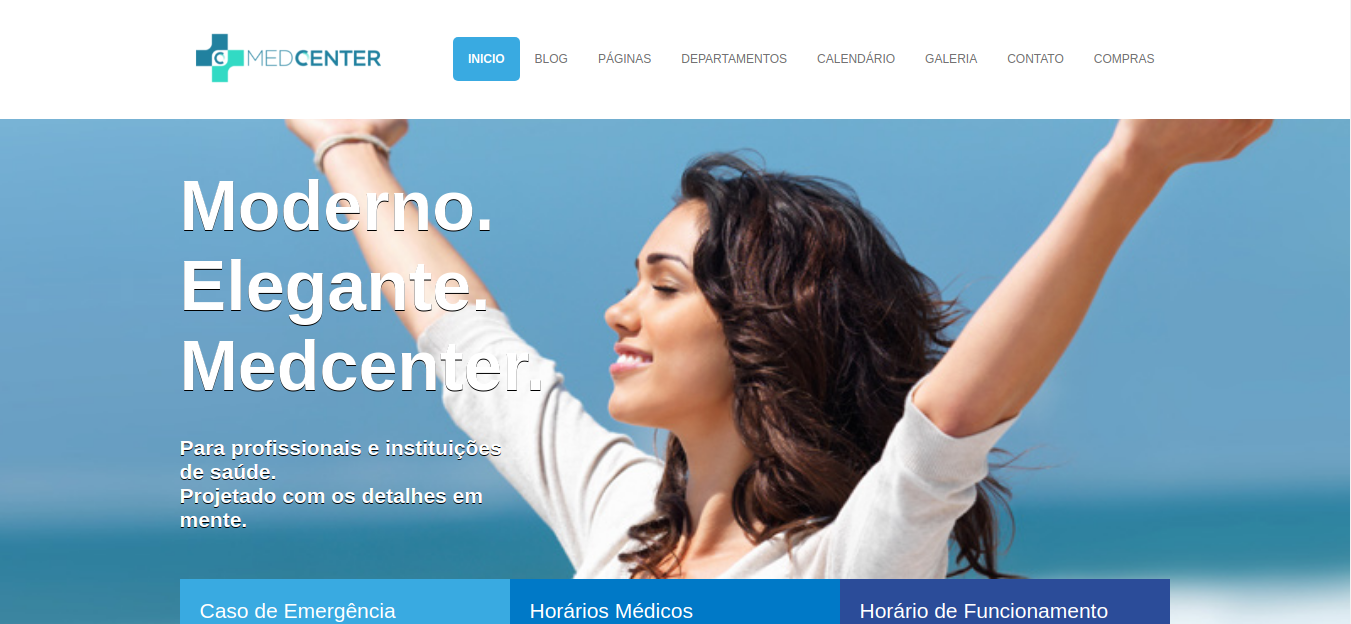 C MEDCENTER
INICIO BLOG PÁGINAS DEPARTAMENTOS CALENDÁRIO GALERIA CONTATO COMPRAS
Moderno.
Elegante.
Medcenter.
Para profissionais e instituições
de saúde.
Projetado com os detalhes em
mente.
Caso de Emergência
Horários Médicos
Horário de Funcionamento